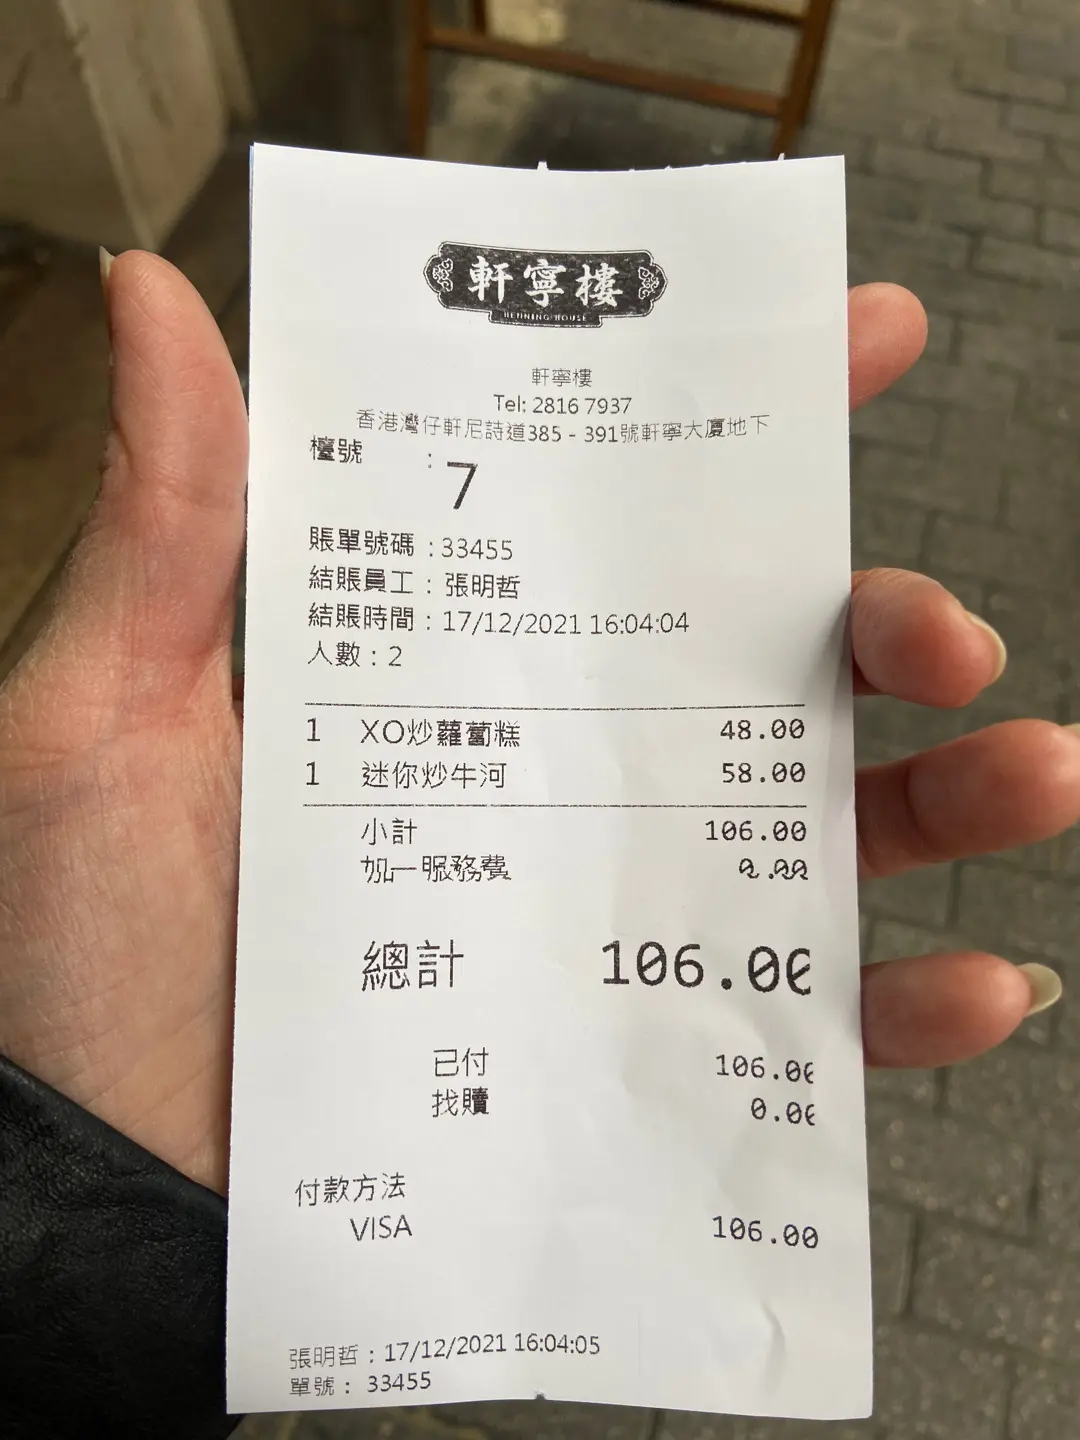 軒寧樓
HENNING HOUSE
軒寧樓
Tel: 2816 7937
香港灣仔軒尼詩道385 - 391號軒寧大廈地下
檯號 : 7
賬單號碼 : 33455
結賬員工 : 張明哲
結賬時間 : 17/12/2021 16:04:04
人數 : 2
1 XO炒蘿蔔糕 48.00
1 迷你炒牛河 58.00
小計 106.00
加一服務費 0.00
總計 106.00
已付 106.00
找贖 0.00
付款方法
VISA 106.00
張明哲 : 17/12/2021 16:04:05
單號 : 33455